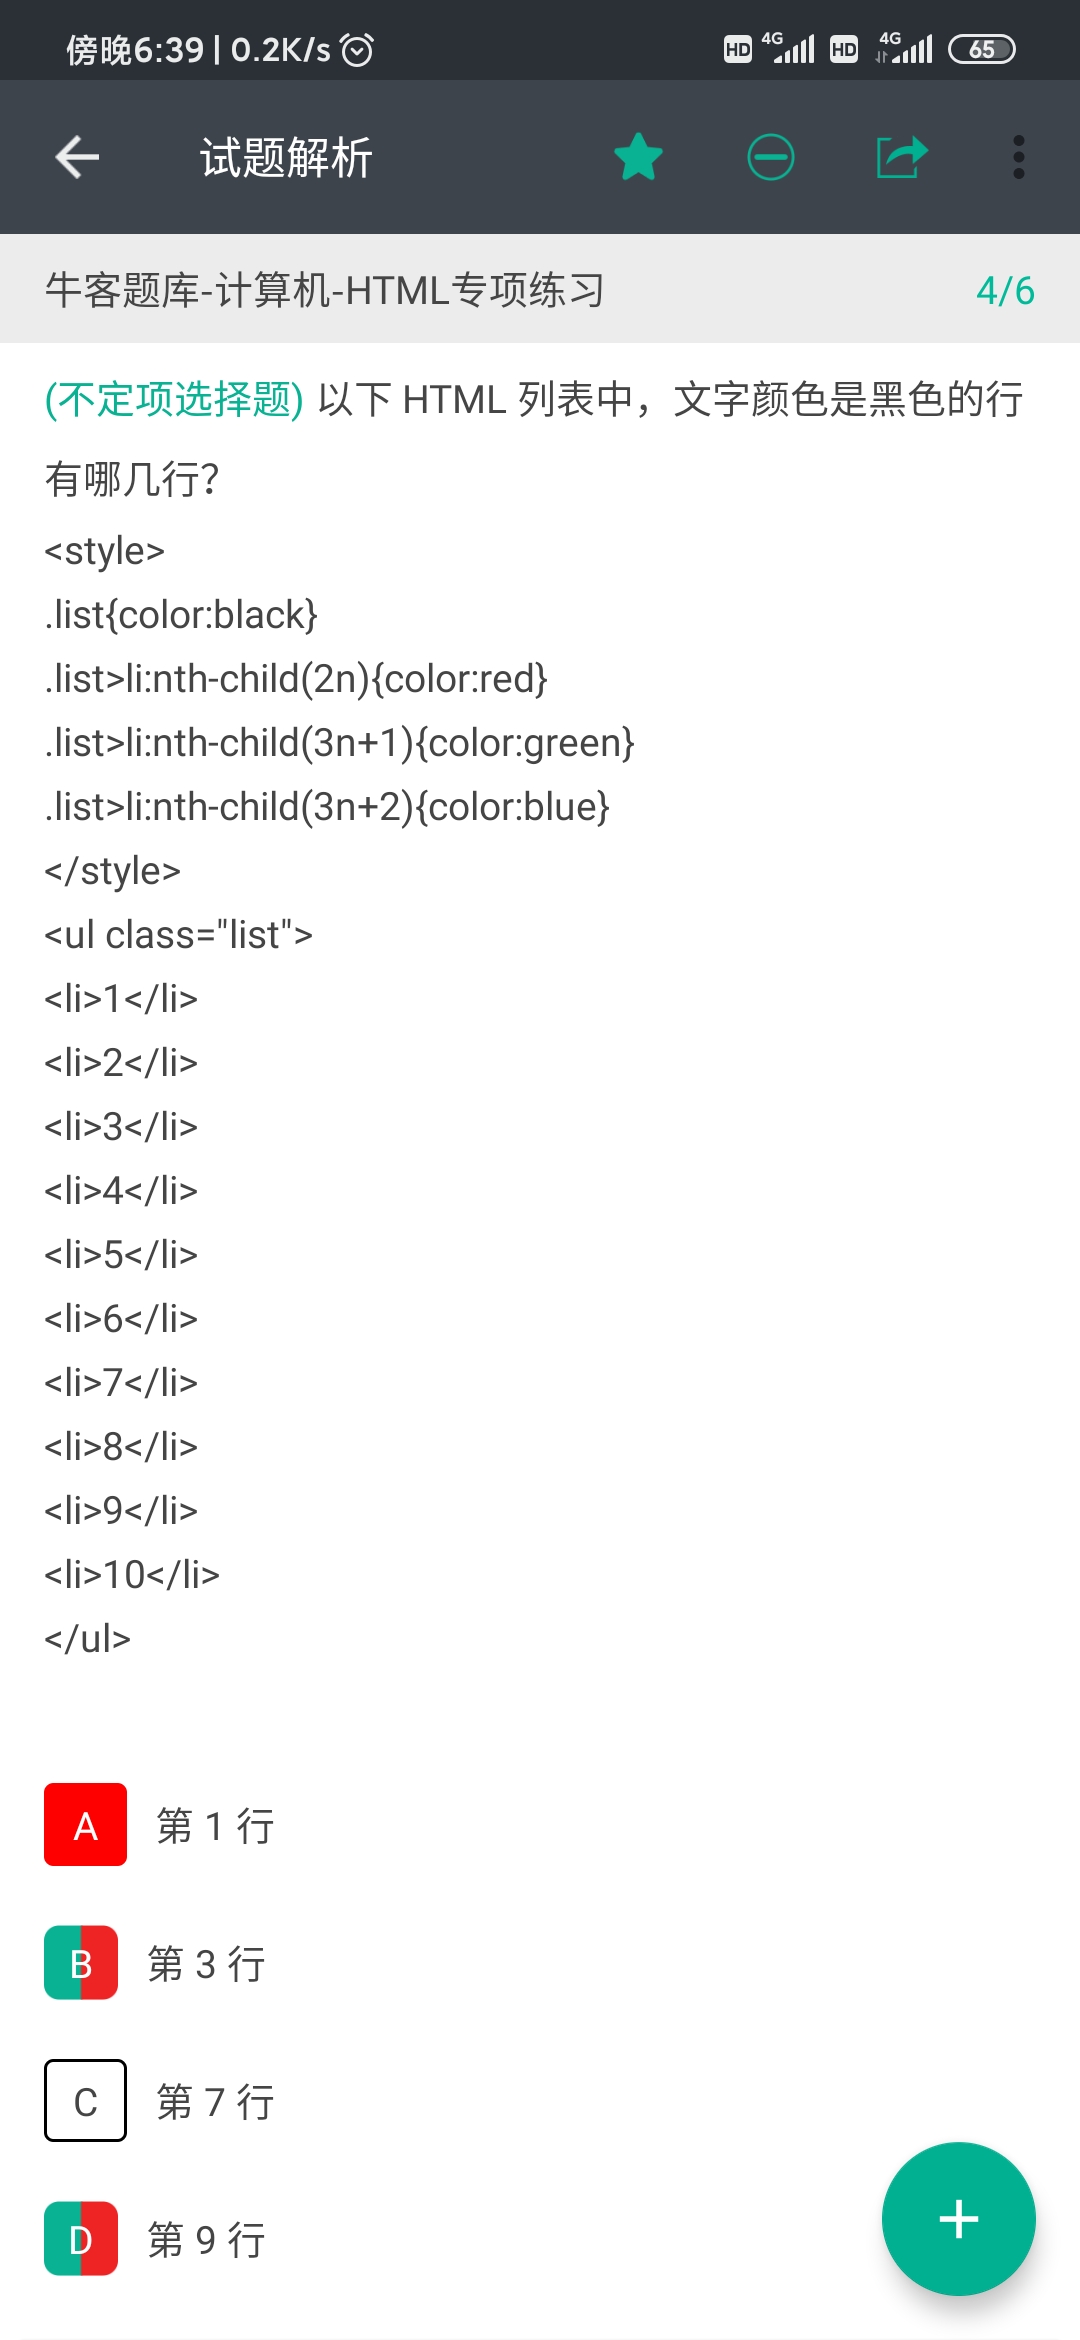 傍晚6:39 | 0.2K/s HD 4G HD 4G 65
试题解析
牛客题库-计算机-HTML专项练习 4/6
(不定项选择题) 以下 HTML 列表中，文字颜色是黑色的行
有哪几行？
<style>
.list{color:black}
.list>li:nth-child(2n){color:red}
.list>li:nth-child(3n+1){color:green}
.list>li:nth-child(3n+2){color:blue}
</style>
<ul class="list">
<li>1</li>
<li>2</li>
<li>3</li>
<li>4</li>
<li>5</li>
<li>6</li>
<li>7</li>
<li>8</li>
<li>9</li>
<li>10</li>
</ul>
A 第 1 行
B 第 3 行
C 第 7 行
D 第 9 行